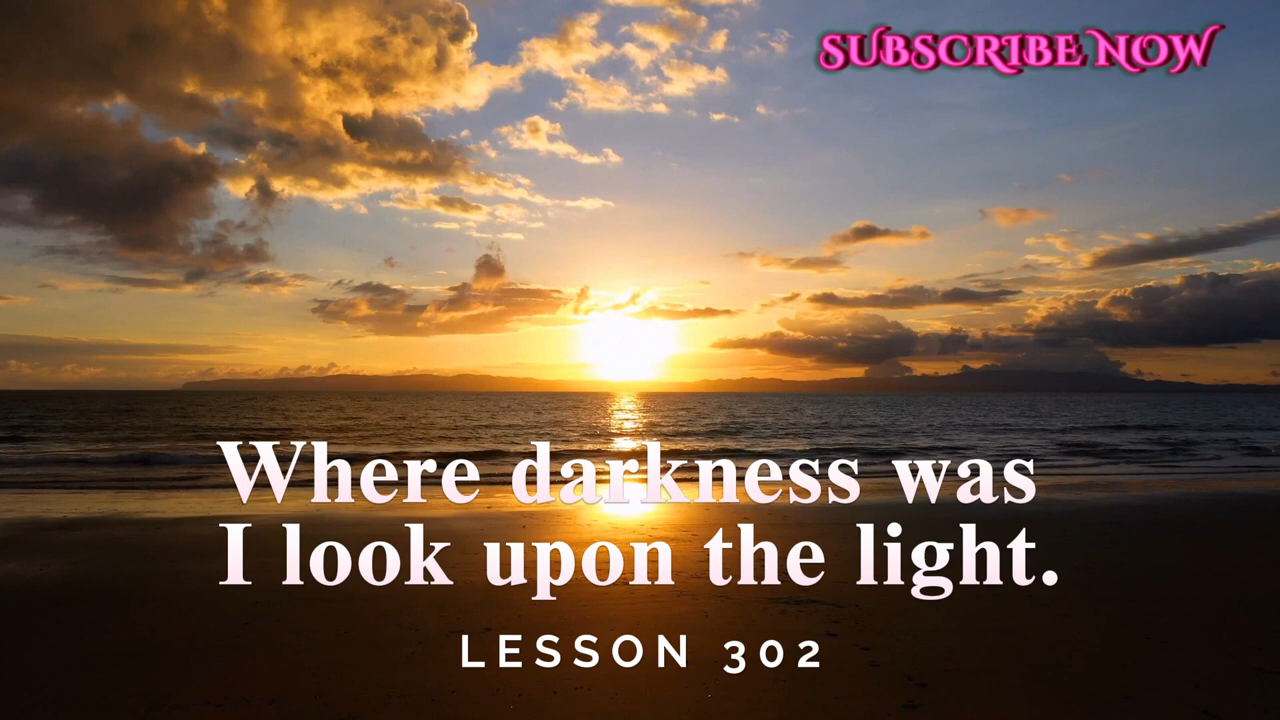 SUBSCRIBE NOW
Where darkness was
I look upon the light.
LESSON 302